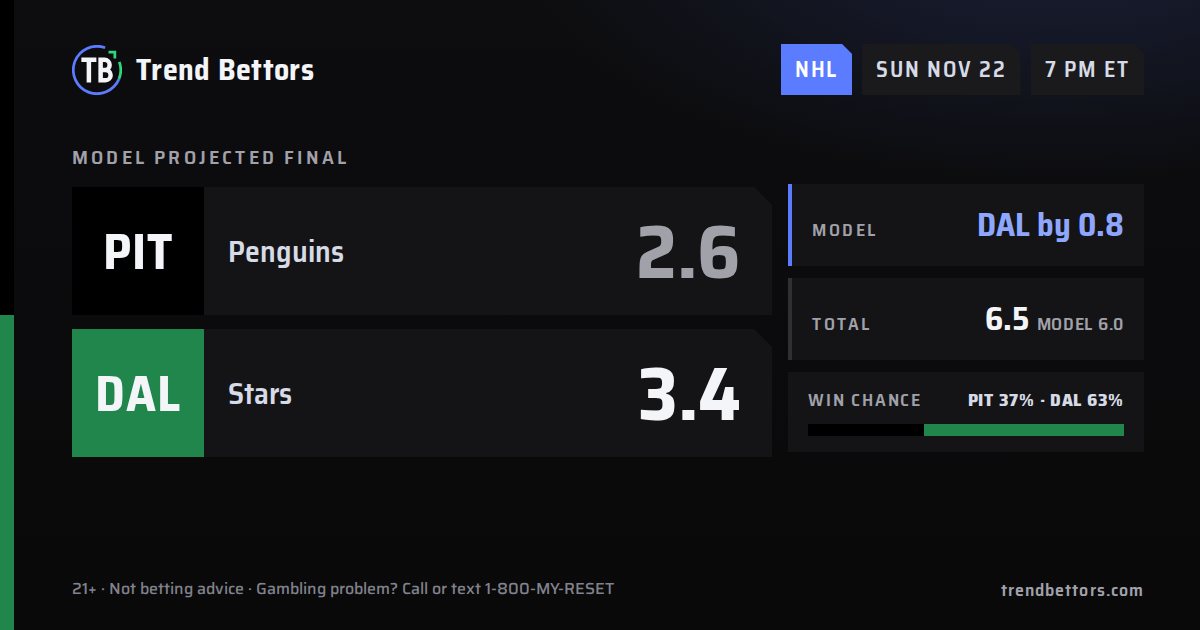 TB Trend Bettors
NHL SUN NOV 22 7 PM ET
MODEL PROJECTED FINAL
PIT Penguins 2.6
DAL Stars 3.4
MODEL DAL by 0.8
TOTAL 6.5 MODEL 6.0
WIN CHANCE PIT 37% · DAL 63%
21+ · Not betting advice · Gambling problem? Call or text 1-800-MY-RESET
trendbettors.com